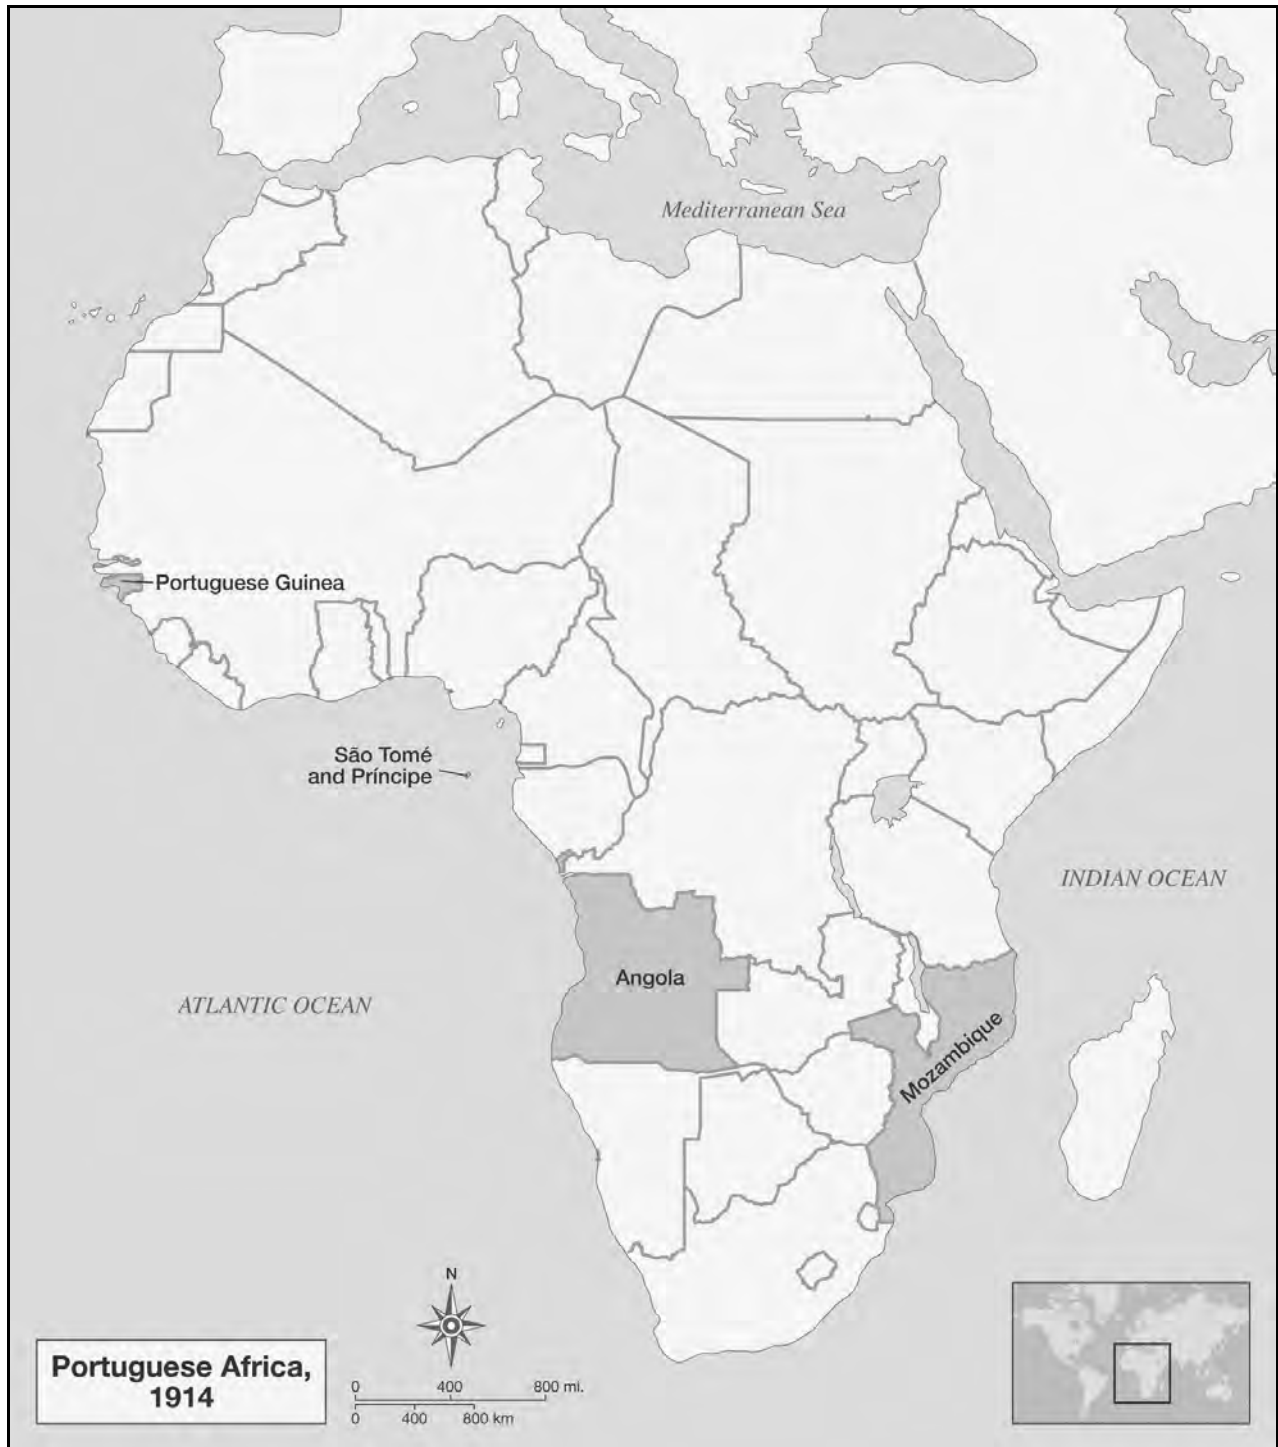 Mediterranean Sea
Portuguese Guinea
São Tomé
and Príncipe
INDIAN OCEAN
Angola
ATLANTIC OCEAN
Mozambique
N
Portuguese Africa,
1914
0 400 800 mi.
0 400 800 km